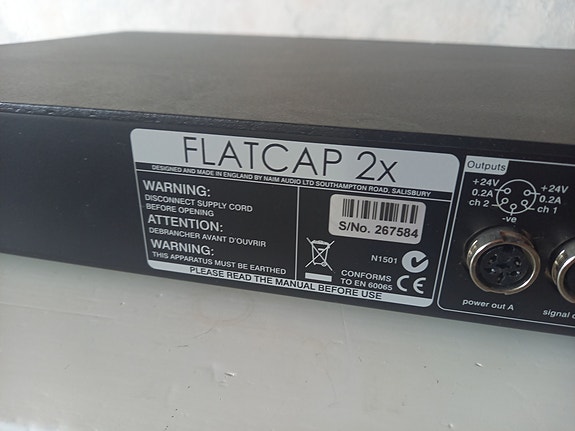 FLATCAP 2x
DESIGNED AND MADE IN ENGLAND BY NAIM AUDIO LTD SOUTHAMPTON ROAD, SALISBURY
WARNING:
DISCONNECT SUPPLY CORD
BEFORE OPENING
ATTENTION:
DEBRANCHER AVANT D'OUVRIR
WARNING:
THIS APPARATUS MUST BE EARTHED
S/No. 267584
N1501
CONFORMS
TO EN 60065
CE
PLEASE READ THE MANUAL BEFORE USE
Outputs
+24V
0.2A
ch 2
+24V
0.2A
ch 1
-ve
power out A
signal